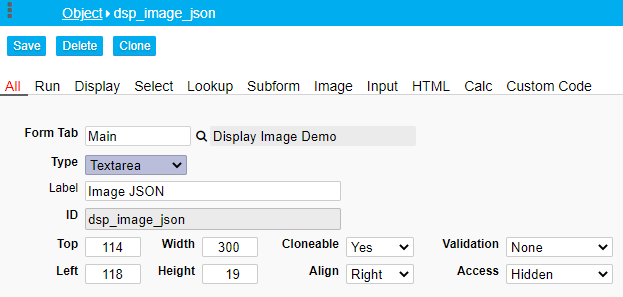 Object dsp_image_json
Save Delete Clone
All Run Display Select Lookup Subform Image Input HTML Calc Custom Code
Form Tab Main Display Image Demo
Type Textarea
Label Image JSON
ID dsp_image_json
Top 114 Width 300 Cloneable Yes Validation None
Left 118 Height 19 Align Right Access Hidden